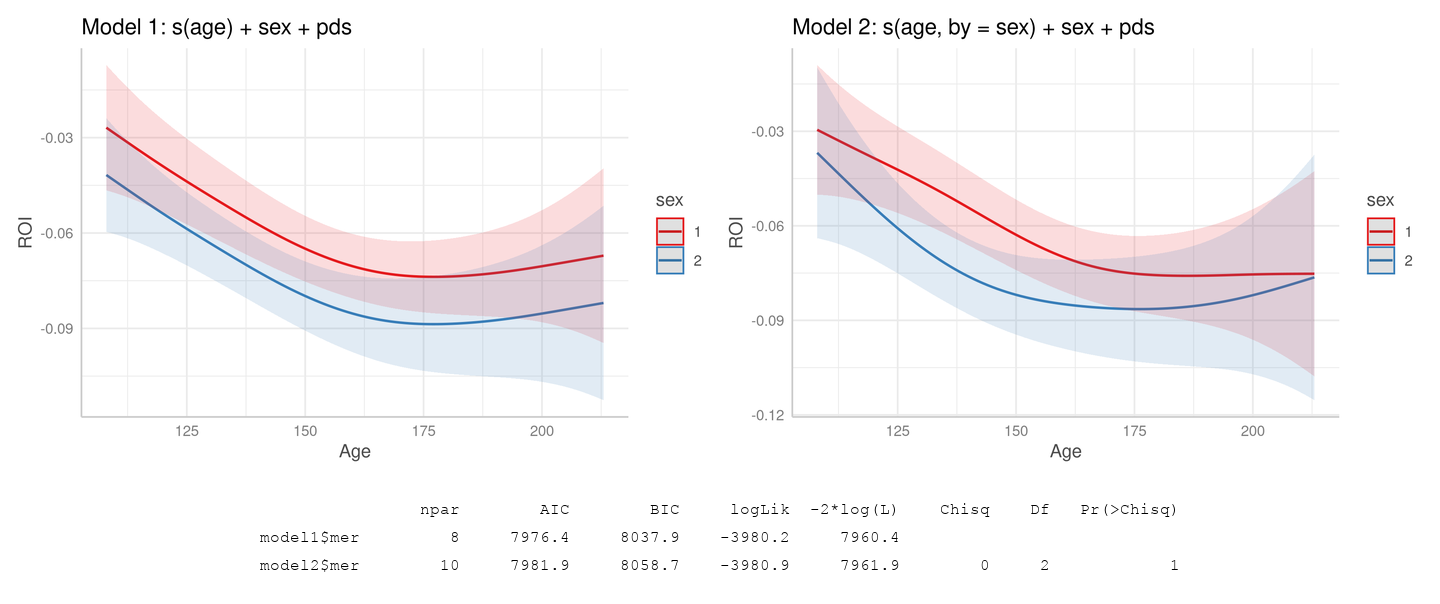 Model 1: s(age) + sex + pds
-0.03
-0.06
-0.09
125 150 175 200
Age
ROI
sex
1
2
Model 2: s(age, by = sex) + sex + pds
-0.03
-0.06
-0.09
-0.12
125 150 175 200
Age
ROI
sex
1
2
npar AIC BIC logLik -2*log(L) Chisq Df Pr(>Chisq)
model1$mer 8 7976.4 8037.9 -3980.2 7960.4
model2$mer 10 7981.9 8058.7 -3980.9 7961.9 0 2 1